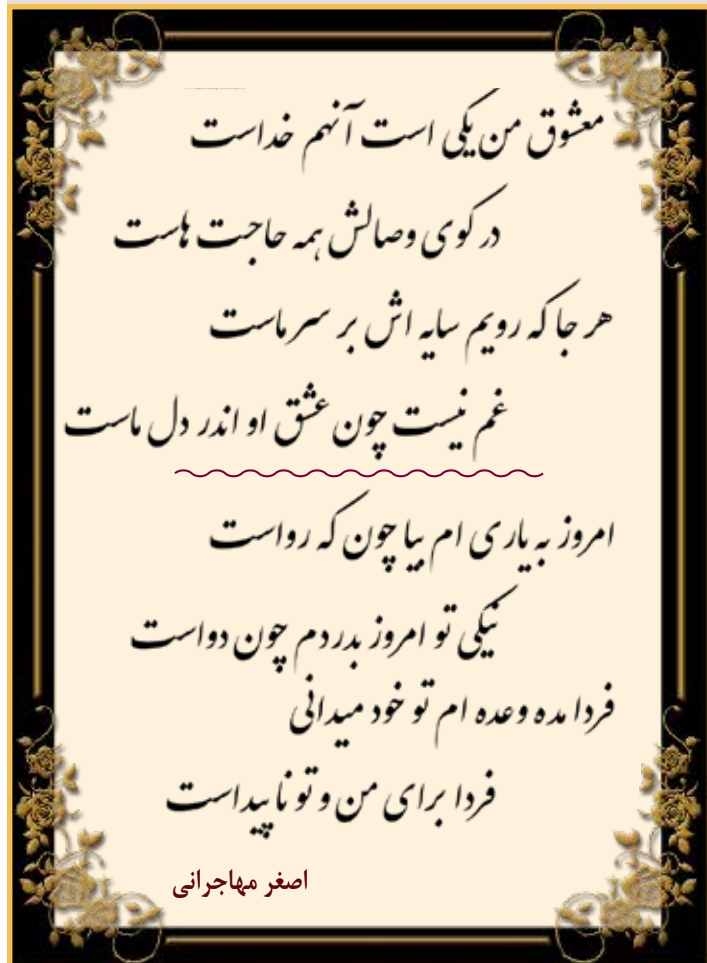 معشوق من یکی است آنهم خداست
در کوی وصالش همه حاجت هاست
هر جا که رویم سایه اش بر سر ماست
غم نیست چون عشق او اندر دل ماست
امروز به یاری ام بیا چون که رواست
نیکی تو امروز بدردم چون دواست
فردا مده وعده ام تو خود میدانی
فردا برای من و تو ناپیداست
اصغر مهاجرانی